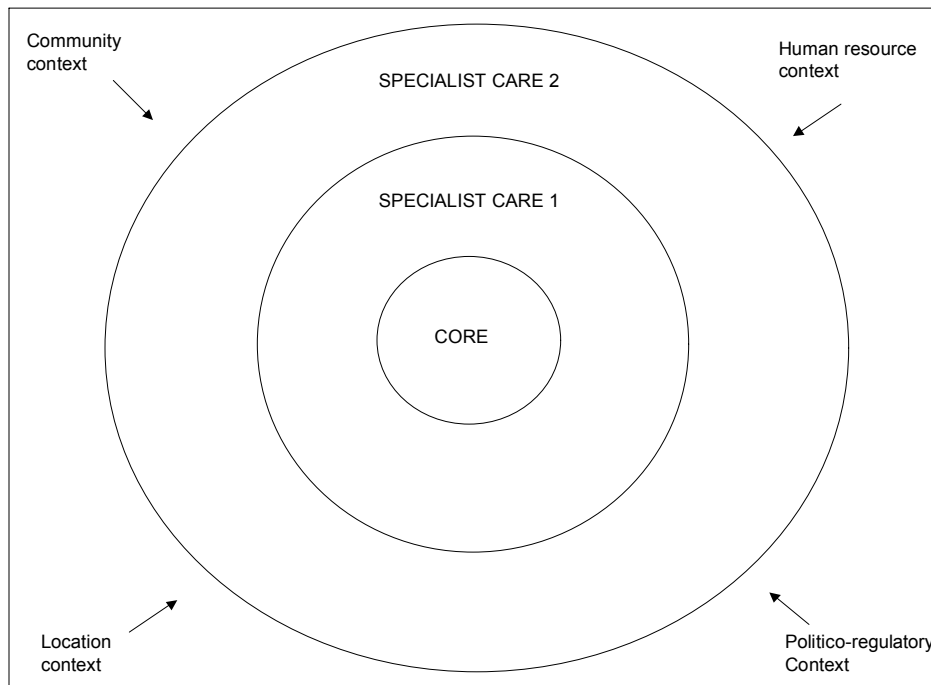 Community
context
Human resource
context
SPECIALIST CARE 2
SPECIALIST CARE 1
CORE
Location
context
Politico-regulatory
Context